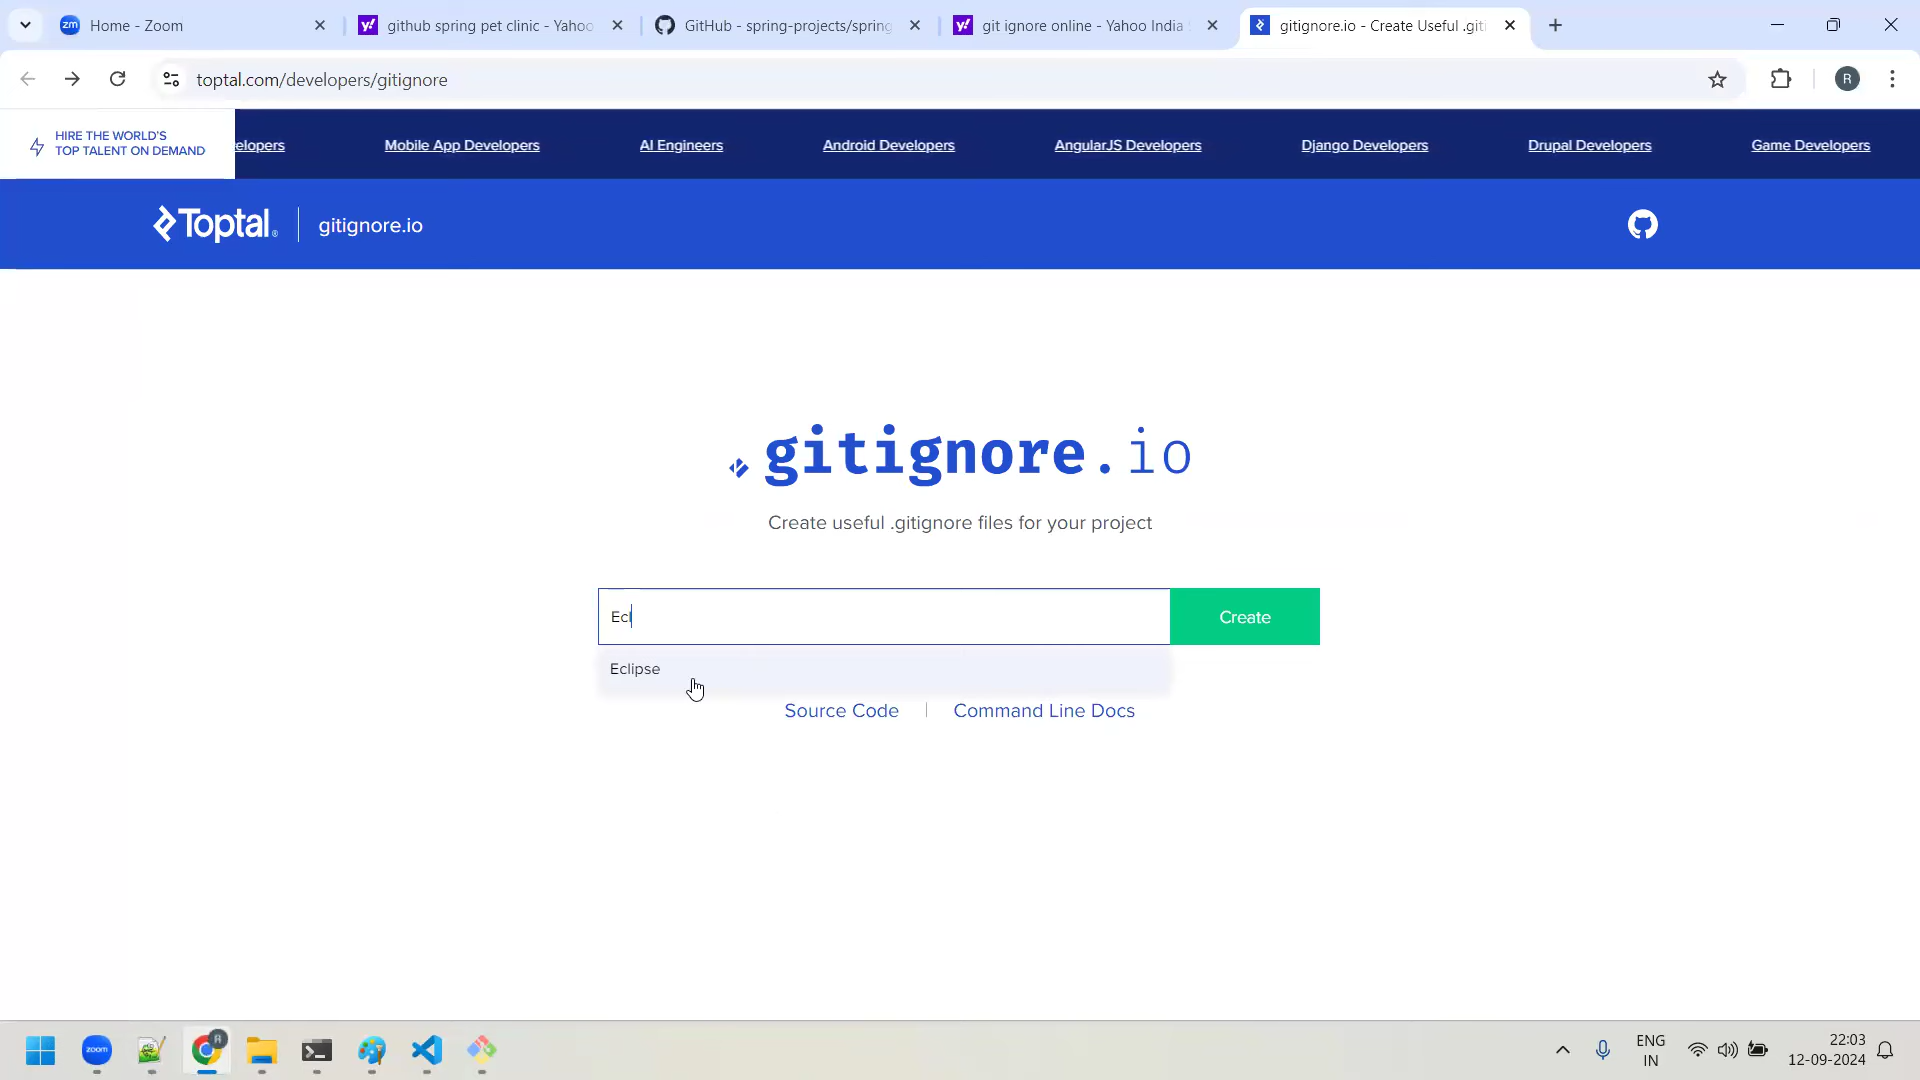 Home - Zoom
github spring pet clinic - Yahoo
GitHub - spring-projects/spring
git ignore online - Yahoo India S
gitignore.io - Create Useful .giti
toptal.com/developers/gitignore
R
HIRE THE WORLD'S
TOP TALENT ON DEMAND
elopers
Mobile App Developers
AI Engineers
Android Developers
AngularJS Developers
Django Developers
Drupal Developers
Game Developers
Toptal
gitignore.io
gitignore.io
Create useful .gitignore files for your project
Ecl
Create
Eclipse
Source Code
Command Line Docs
zoom
ENG
IN
22:03
12-09-2024